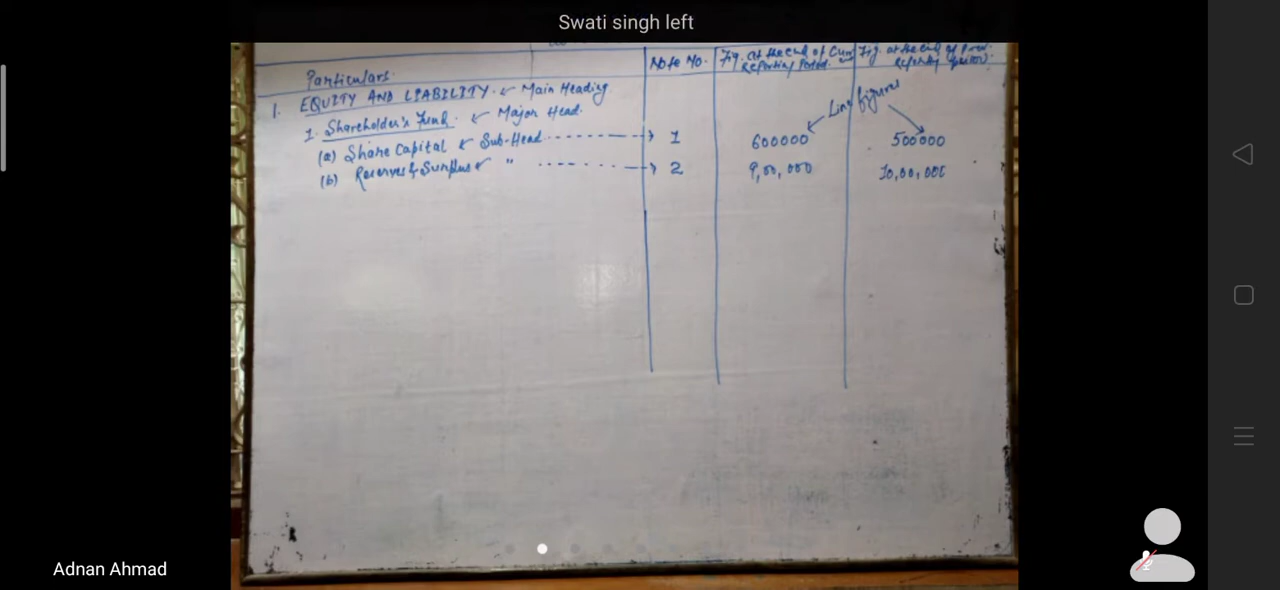 Swati singh left
Particulars.
Note No.
Fig. at the end of Curr
Reporting Period.
Fig. at the end of Prev.
Reporting
1. EQUITY AND LIABILITY. ← Main Heading
1. Shareholder's Fund. ← Major Head.
Line figures
(a) Share Capital ← Sub-Head ------→ 1 600000 500000
(b) Reserves & Surplus ← " ------→ 2 9,00,000 10,00,000
Adnan Ahmad